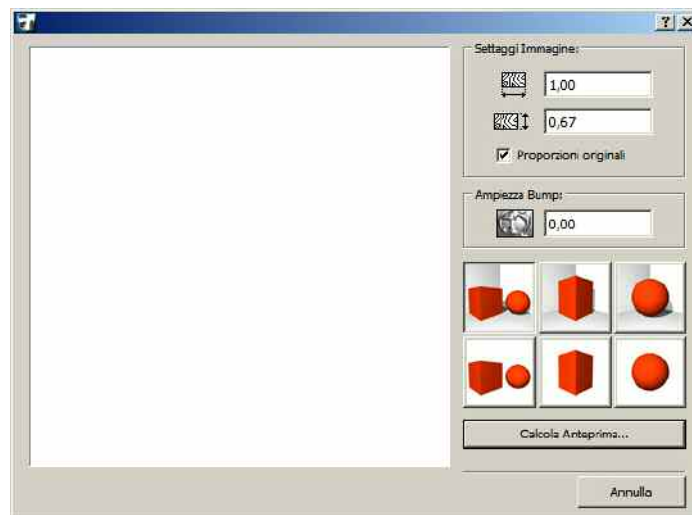 Settaggi Immagine:
1,00
0,67
Proporzioni originali
Ampiezza Bump:
0,00
Calcola Anteprima...
Annulla